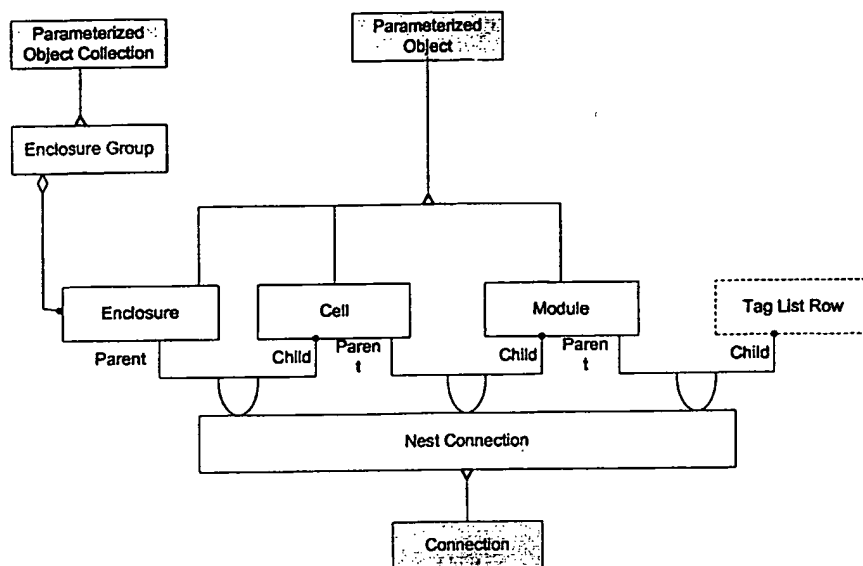 Parameterized
Object Collection
Parameterized
Object
Enclosure Group
Enclosure
Cell
Module
Tag List Row
Parent
Child
Paren
t
Child
Paren
t
Child
Nest Connection
Connection